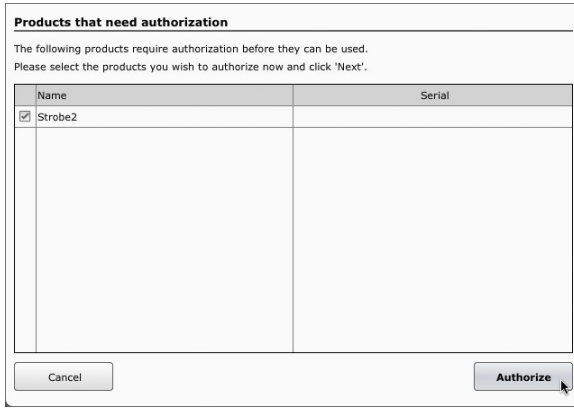 Products that need authorization
The following products require authorization before they can be used.
Please select the products you wish to authorize now and click 'Next'.
Name Serial
Strobe2
Cancel Authorize